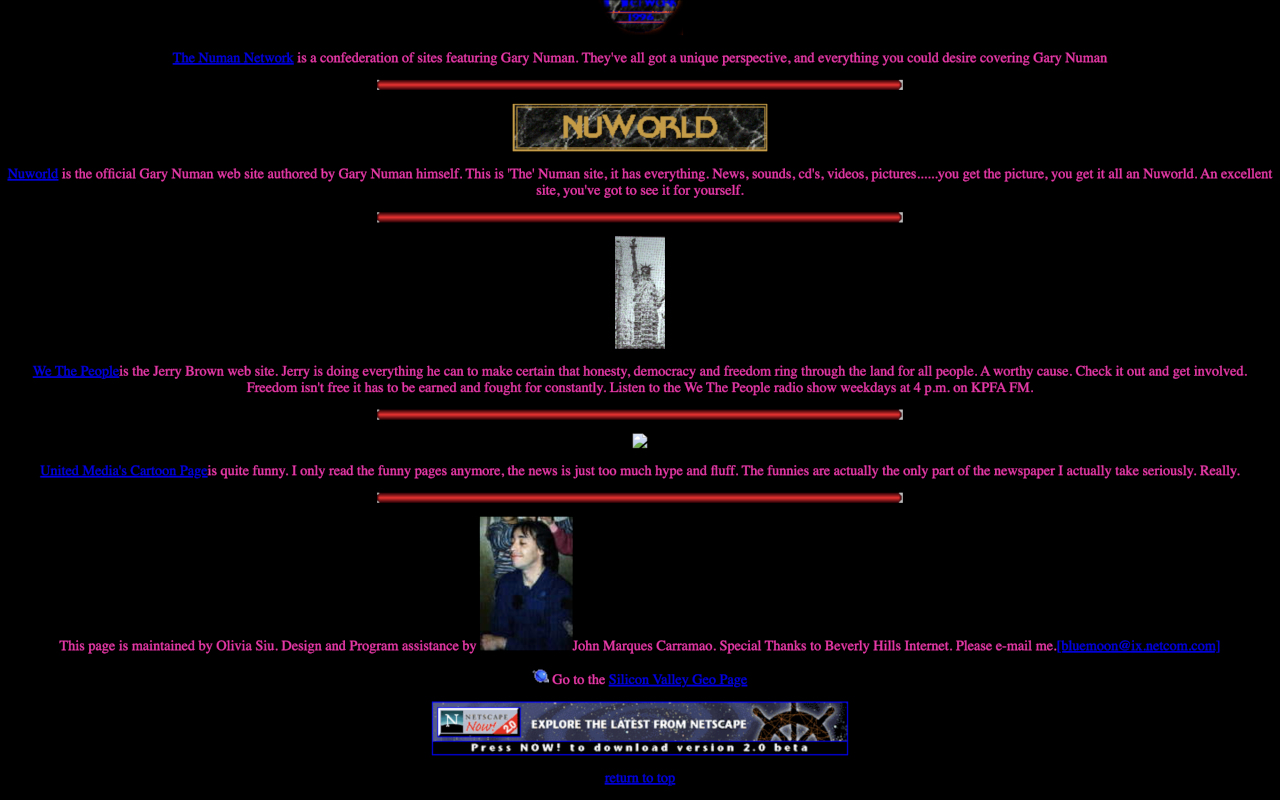 The Numan Network is a confederation of sites featuring Gary Numan. They've all got a unique perspective, and everything you could desire covering Gary Numan
NUWORLD
Nuworld is the official Gary Numan web site authored by Gary Numan himself. This is 'The' Numan site, it has everything. News, sounds, cd's, videos, pictures......you get the picture, you get it all an Nuworld. An excellent
site, you've got to see it for yourself.
We The Peopleis the Jerry Brown web site. Jerry is doing everything he can to make certain that honesty, democracy and freedom ring through the land for all people. A worthy cause. Check it out and get involved.
Freedom isn't free it has to be earned and fought for constantly. Listen to the We The People radio show weekdays at 4 p.m. on KPFA FM.
United Media's Cartoon Pageis quite funny. I only read the funny pages anymore, the news is just too much hype and fluff. The funnies are actually the only part of the newspaper I actually take seriously. Really.
This page is maintained by Olivia Siu. Design and Program assistance by John Marques Carramao. Special Thanks to Beverly Hills Internet. Please e-mail me.[bluemoon@ix.netcom.com]
Go to the Silicon Valley Geo Page
N NETSCAPE Now! 2.0 EXPLORE THE LATEST FROM NETSCAPE
Press NOW! to download version 2.0 beta
return to top